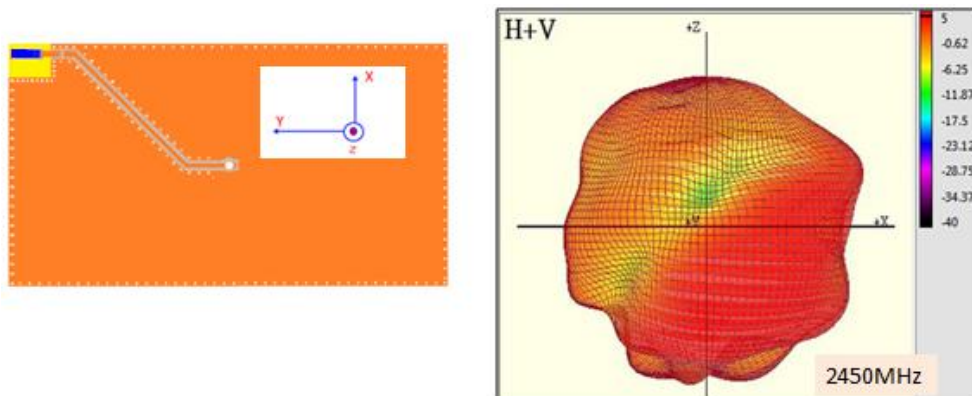 X
Y
Z
H+V
+Z
+Y
+X
5
-0.62
-6.25
-11.87
-17.5
-23.12
-28.75
-34.37
-40
2450MHz